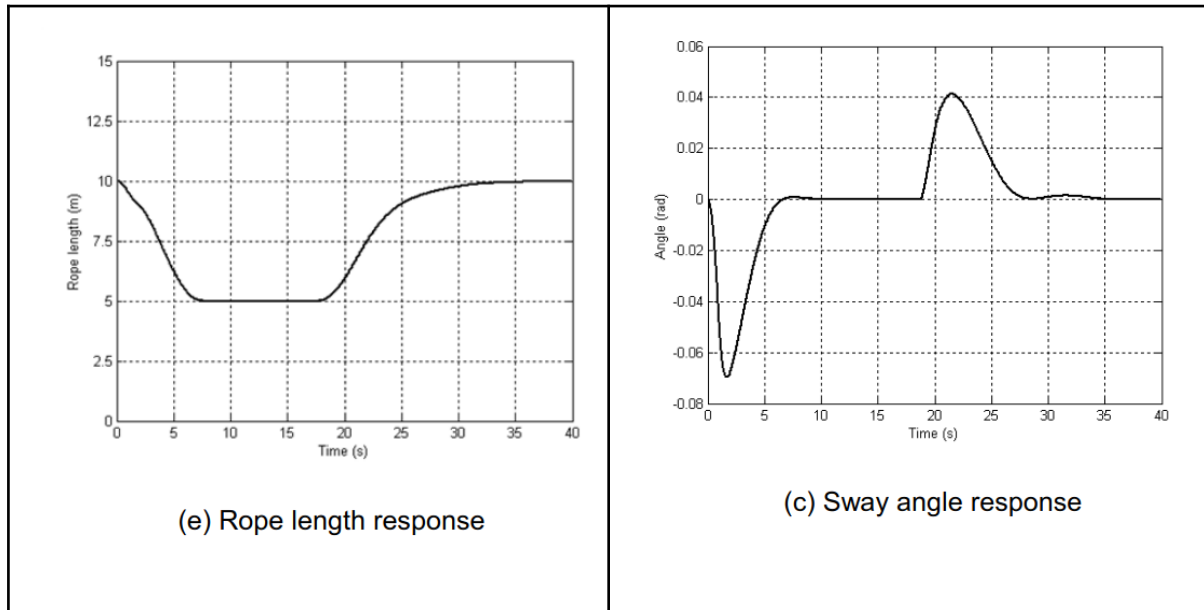 15
12.5
10
7.5
5
2.5
0
Rope length (m)
0 5 10 15 20 25 30 35 40
Time (s)
(e) Rope length response
0.06
0.04
0.02
0
-0.02
-0.04
-0.06
-0.08
Angle (rad)
0 5 10 15 20 25 30 35 40
Time (s)
(c) Sway angle response